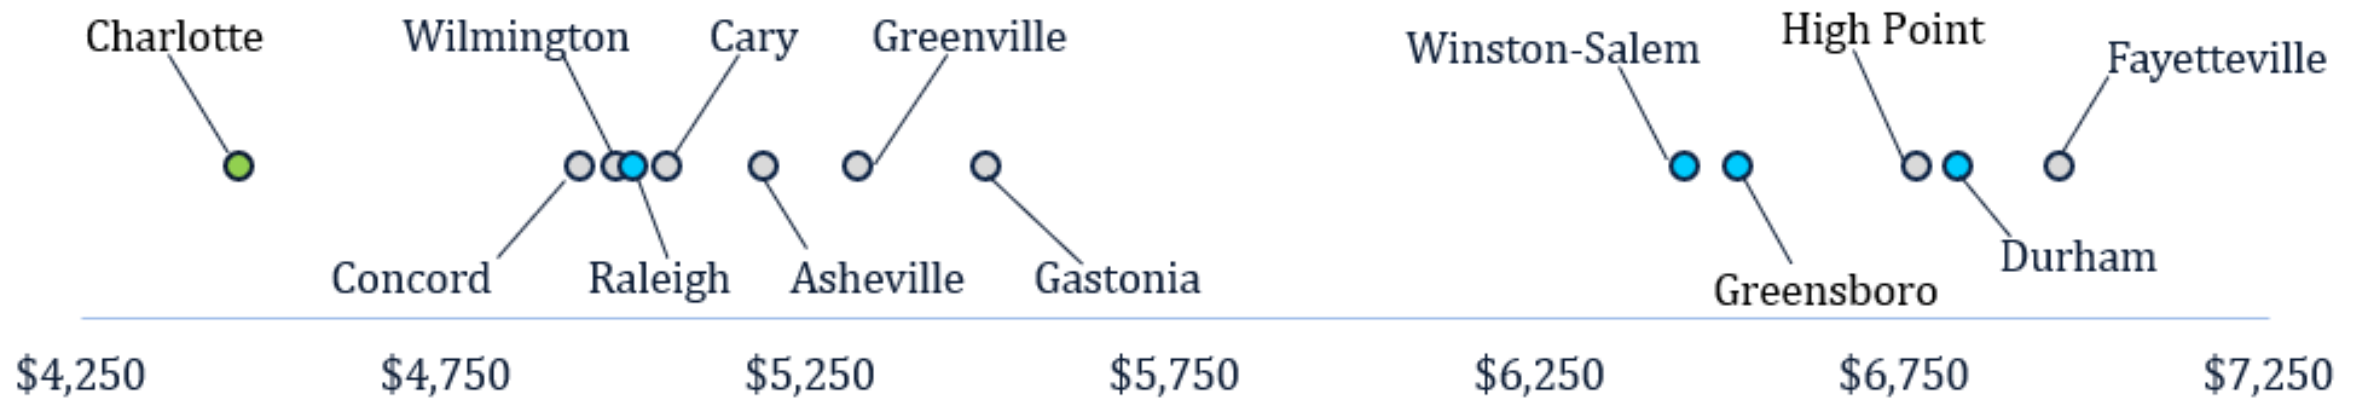 Charlotte
Wilmington
Cary
Greenville
Winston-Salem
High Point
Fayetteville
Concord
Raleigh
Asheville
Gastonia
Greensboro
Durham
$4,250 $4,750 $5,250 $5,750 $6,250 $6,750 $7,250